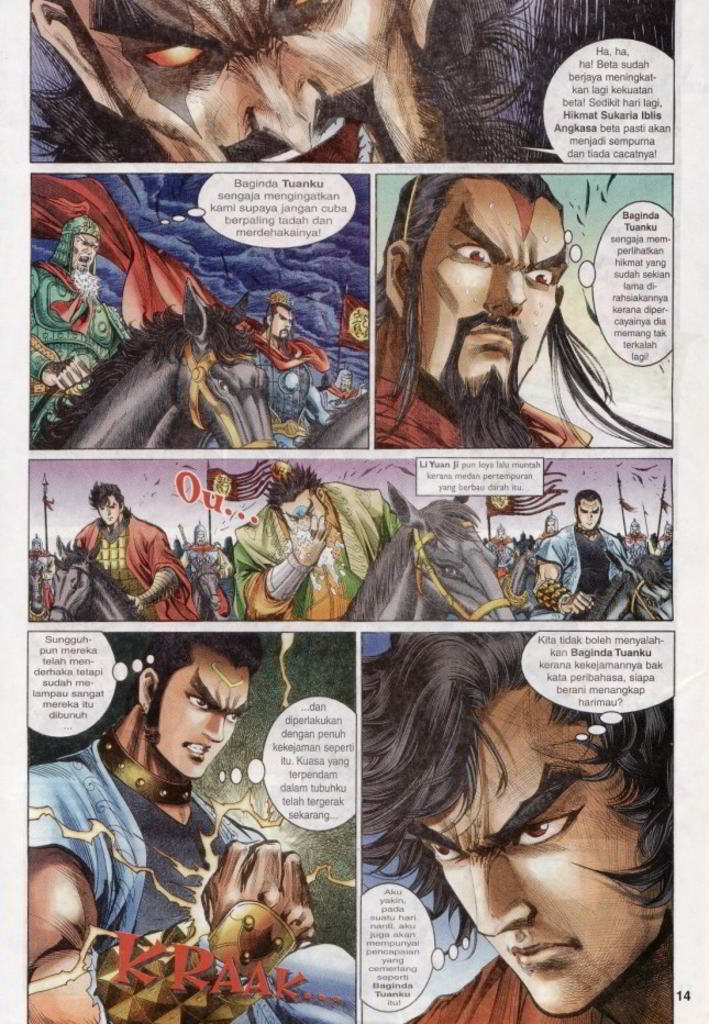 Ha, ha,
ha! Beta sudah
berjaya meningkat-
kan lagi kekuatan
beta! Sedikit hari lagi,
Hikmat Sukaria Iblis
Angkasa beta pasti akan
menjadi sempurna
dan tiada cacatnya!
Baginda Tuanku
sengaja mengingatkan
kami supaya jangan cuba
berpaling tadah dan
merdehakainya!
Baginda
Tuanku
sengaja mem-
perlihatkan
hikmat yang
sudah sekian
lama di-
rahsiakannya
kerana diper-
cayainya dia
memang tak
terkalah
lagi!
Li Yuan Ji pun loya lalu muntah
kerana medan pertempuran
yang berbau darah itu.
Ou...
Sungguh-
pun mereka
telah men-
derhaka tetapi
sudah me-
lampau sangat
mereka itu
dibunuh
...
...dan
diperlakukan
dengan penuh
kekejaman seperti
itu. Kuasa yang
terpendam
dalam tubuhku
telah tergerak
sekarang...
KRAAK...
Kita tidak boleh menyalah-
kan Baginda Tuanku
kerana kekejamannya bak
kata peribahasa, siapa
berani menangkap
harimau?
Aku
yakin,
pada
suatu hari
nanti, aku
juga akan
mempunyai
pencapaian
yang
cemerlang
seperti
Baginda
Tuanku
itu!
14